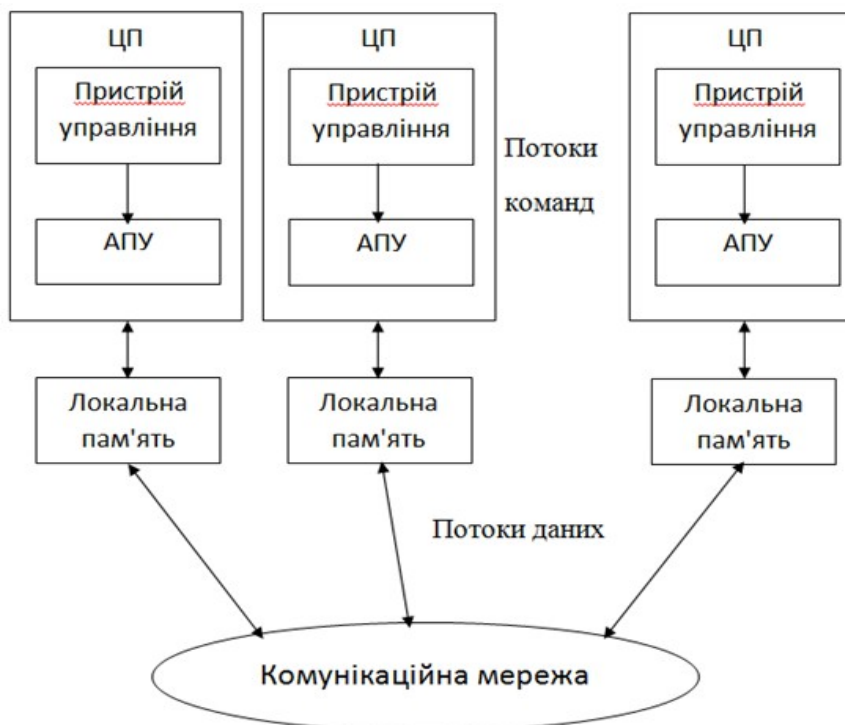 ЦП
Пристрій
управління
АПУ
Локальна
пам'ять
ЦП
Пристрій
управління
АПУ
Локальна
пам'ять
Потоки
команд
ЦП
Пристрій
управління
АПУ
Локальна
пам'ять
Потоки даних
Комунікаційна мережа